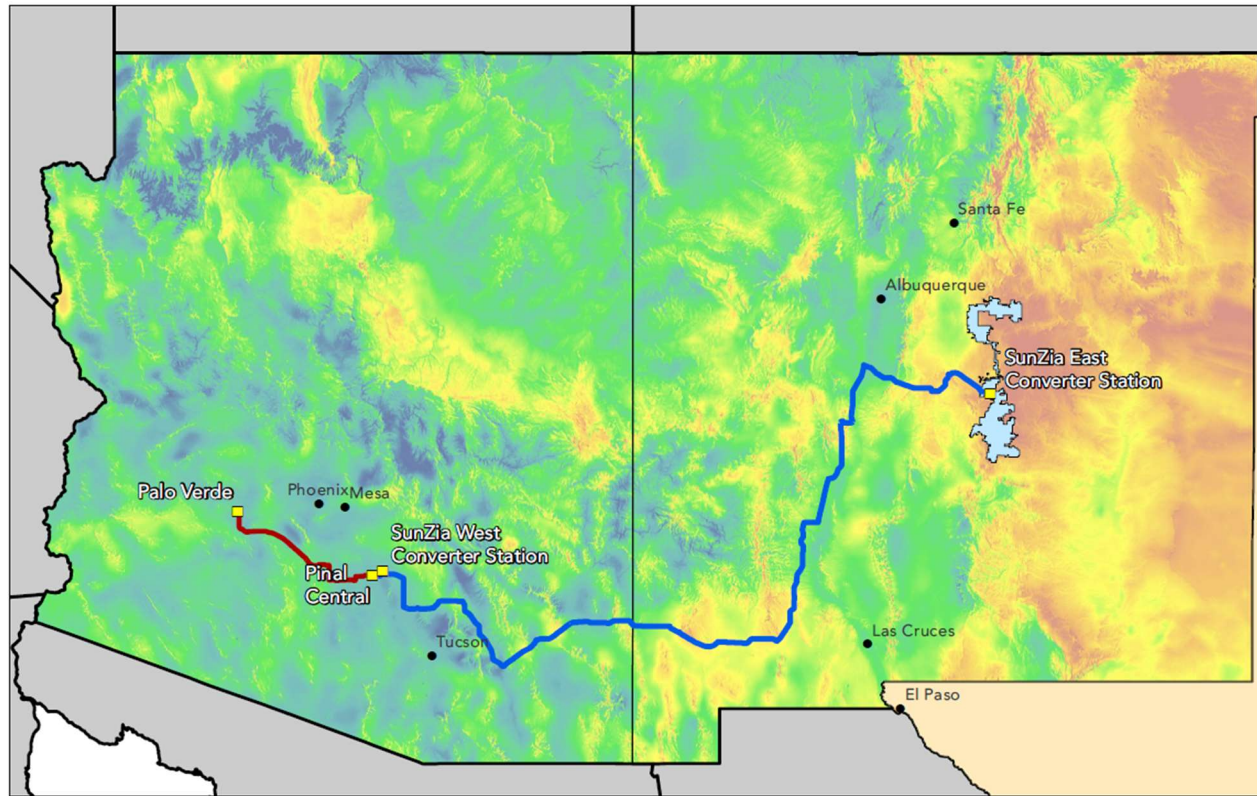 Santa Fe
Albuquerque
SunZia East
Converter Station
Palo Verde
Phoenix
Mesa
SunZia West
Converter Station
Pinal
Central
Tucson
Las Cruces
El Paso